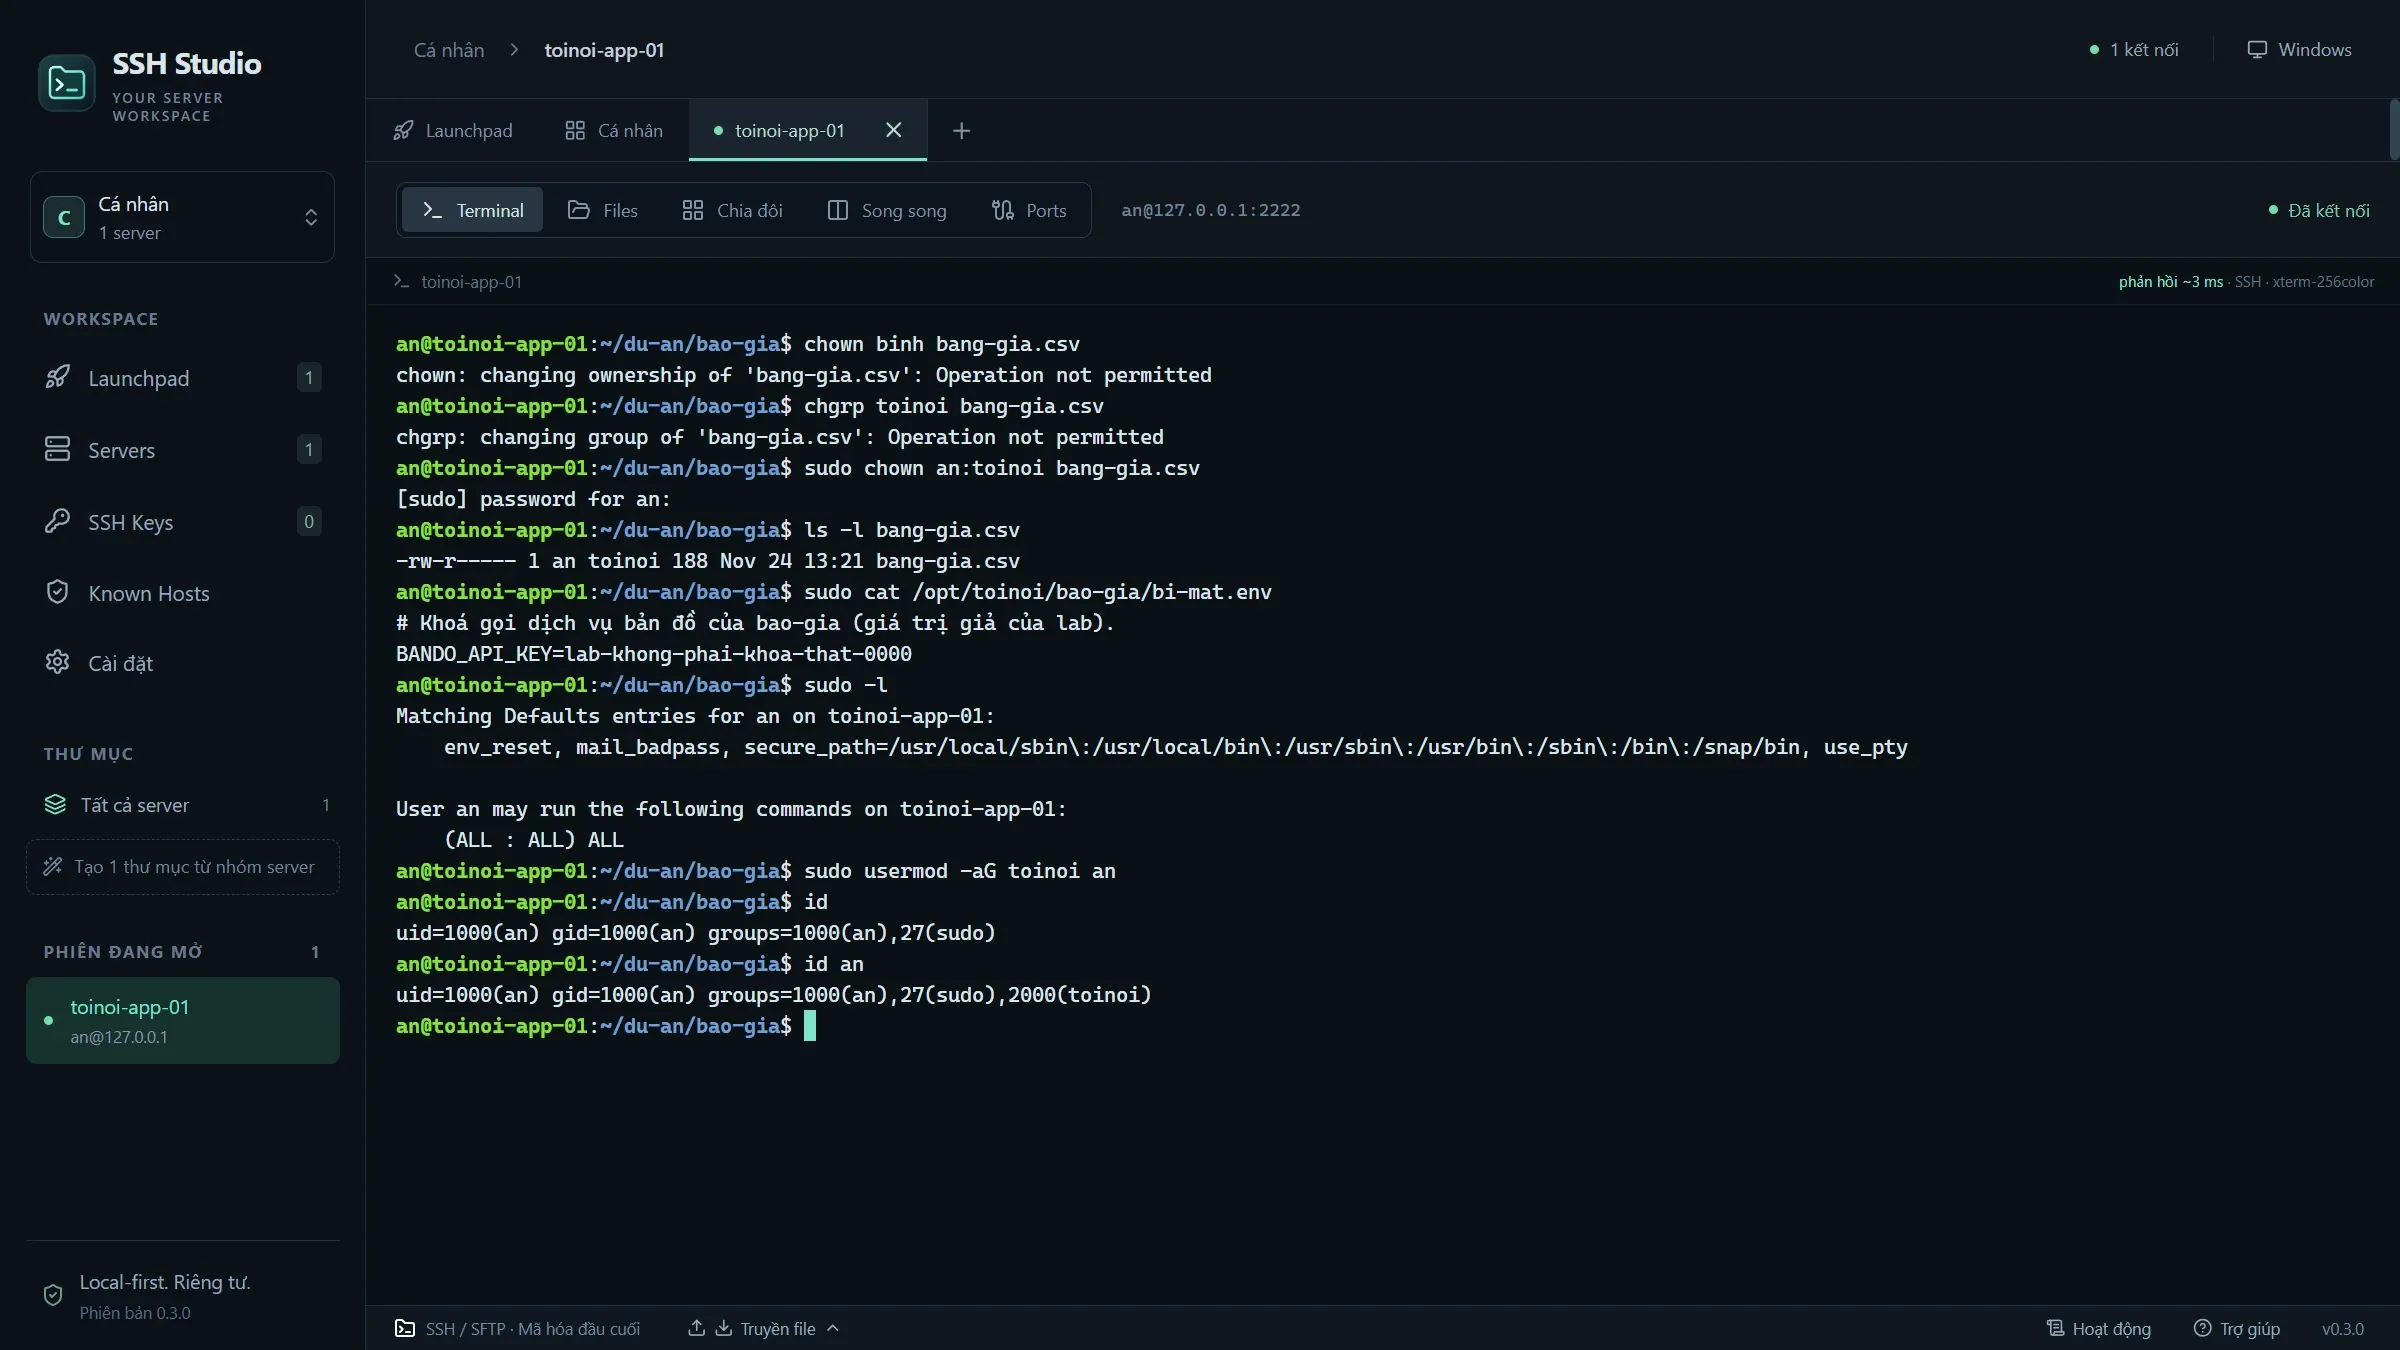 SSH Studio
YOUR SERVER
WORKSPACE
C
Cá nhân
1 server
WORKSPACE
Launchpad 1
Servers 1
SSH Keys 0
Known Hosts
Cài đặt
THƯ MỤC
Tất cả server 1
Tạo 1 thư mục từ nhóm server
PHIÊN ĐANG MỞ 1
toinoi-app-01
an@127.0.0.1
Local-first. Riêng tư.
Phiên bản 0.3.0
Cá nhân > toinoi-app-01
1 kết nối
Windows
Launchpad
Cá nhân
toinoi-app-01
Terminal
Files
Chia đôi
Song song
Ports
an@127.0.0.1:2222
Đã kết nối
toinoi-app-01
phản hồi ~3 ms · SSH · xterm-256color
an@toinoi-app-01:~/du-an/bao-gia$ chown binh bang-gia.csv
chown: changing ownership of 'bang-gia.csv': Operation not permitted
an@toinoi-app-01:~/du-an/bao-gia$ chgrp toinoi bang-gia.csv
chgrp: changing group of 'bang-gia.csv': Operation not permitted
an@toinoi-app-01:~/du-an/bao-gia$ sudo chown an:toinoi bang-gia.csv
[sudo] password for an:
an@toinoi-app-01:~/du-an/bao-gia$ ls -l bang-gia.csv
-rw-r----- 1 an toinoi 188 Nov 24 13:21 bang-gia.csv
an@toinoi-app-01:~/du-an/bao-gia$ sudo cat /opt/toinoi/bao-gia/bi-mat.env
# Khoá gọi dịch vụ bản đồ của bao-gia (giá trị giả của lab).
BANDO_API_KEY=lab-khong-phai-khoa-that-0000
an@toinoi-app-01:~/du-an/bao-gia$ sudo -l
Matching Defaults entries for an on toinoi-app-01:
    env_reset, mail_badpass, secure_path=/usr/local/sbin\:/usr/local/bin\:/usr/sbin\:/usr/bin\:/sbin\:/bin\:/snap/bin, use_pty
User an may run the following commands on toinoi-app-01:
    (ALL : ALL) ALL
an@toinoi-app-01:~/du-an/bao-gia$ sudo usermod -aG toinoi an
an@toinoi-app-01:~/du-an/bao-gia$ id
uid=1000(an) gid=1000(an) groups=1000(an),27(sudo)
an@toinoi-app-01:~/du-an/bao-gia$ id an
uid=1000(an) gid=1000(an) groups=1000(an),27(sudo),2000(toinoi)
an@toinoi-app-01:~/du-an/bao-gia$
SSH / SFTP · Mã hóa đầu cuối
Truyền file
Hoạt động
Trợ giúp
v0.3.0